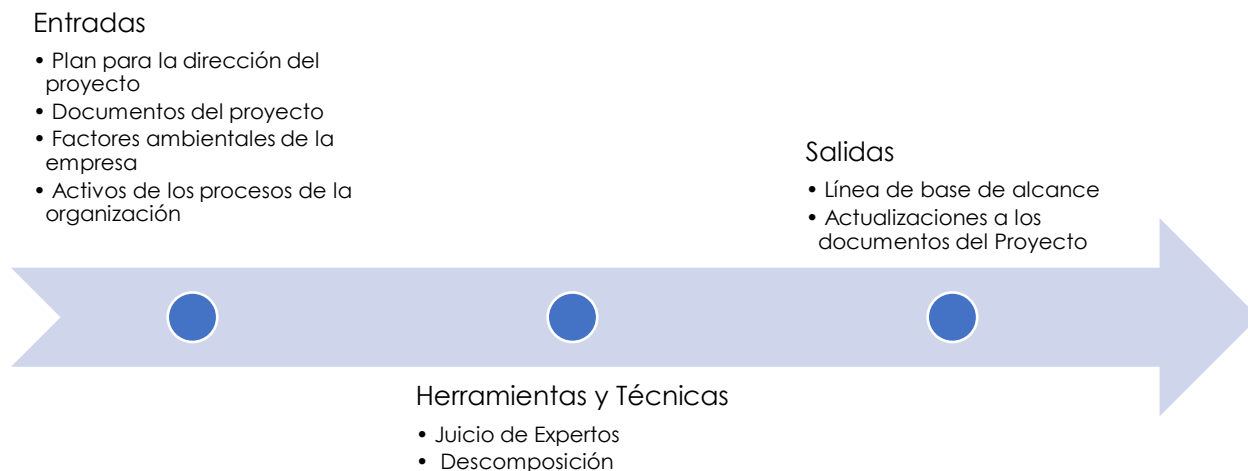 Entradas
• Plan para la dirección del
proyecto
• Documentos del proyecto
• Factores ambientales de la
empresa
• Activos de los procesos de la
organización
Salidas
• Línea de base de alcance
• Actualizaciones a los
documentos del Proyecto
Herramientas y Técnicas
• Juicio de Expertos
• Descomposición